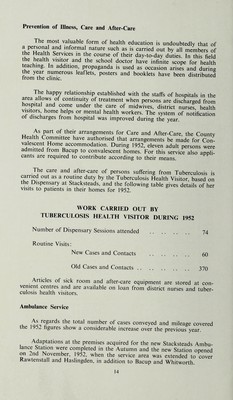 Prevention of Illness, Care and After-Care
The most valuable form of health education is undoubtedly that of
a personal and informal nature such as is carried out by all members of
the Health Services in the course of their day-to-day duties. In this field
the health visitor and the school doctor have infinite scope for health
teaching. In addition, propaganda is used as occasion arises and during
the year numerous leaflets, posters and booklets have been distributed
from the clinic.
The happy relationship established with the staffs of hospitals in the
area allows of continuity of treatment when persons are discharged from
hospital and come under the care of midwives, district nurses, health
visitors, home helps or mental health workers. The system of notification
of discharges from hospital was improved during the year.
As part of their arrangements for Care and After-Care, the County
Health Committee have authorised that arrangements be made for Con-
valescent Home accommodation. During 1952, eleven adult persons were
admitted from Bacup to convalescent homes. For this service also appli-
cants are required to contribute according to their means.
The care and after-care of persons suffering from Tuberculosis is
carried out as a routine duty by the Tuberculosis Health Visitor, based on
the Dispensary at Stacksteads, and the following table gives details of her
visits to patients in their homes for 1952.
WORK CARRIED OUT BY
TUBERCULOSIS HEALTH VISITOR DURING 1952
Number of Dispensary Sessions attended .. .. .. .. 74
Routine Visits:
New Cases and Contacts .. .. .. 60
Old Cases and Contacts .. .. .. .. 370
Articles of sick room and after-care equipment are stored at con-
venient centres and are available on loan from district nurses and tuber-
culosis health visitors.
Ambulance Service
As regards the total number of cases conveyed and mileage covered
the 1952 figures show a considerable increase over the previous year.
Adaptations at the premises acquired for the new Stacksteads Ambu-
lance Station were completed in the Autumn and the new Station opened
on 2nd November, 1952, when the service area was extended to cover
Rawtenstall and Haslingden, in addition to Bacup and Whitworth.
14